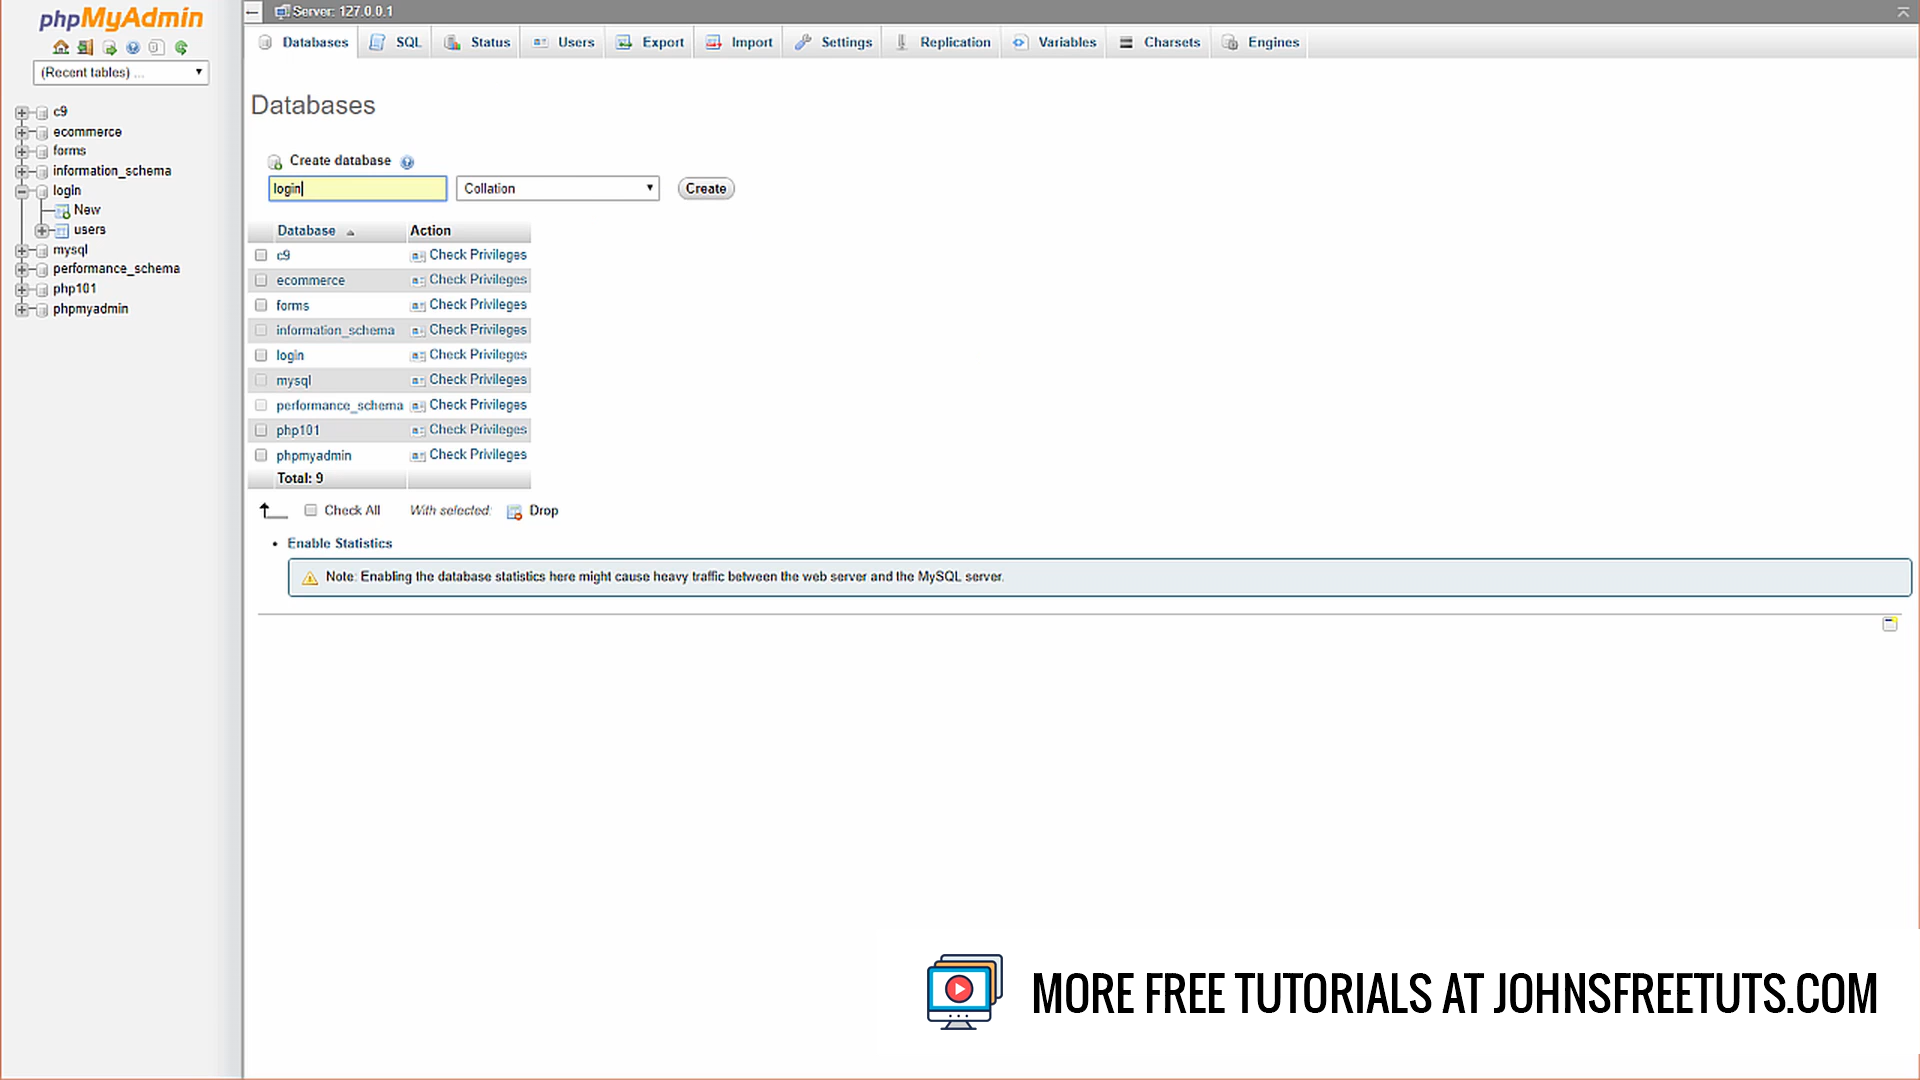 phpMyAdmin
(Recent tables) ...
c9
ecommerce
forms
information_schema
login
New
users
mysql
performance_schema
php101
phpmyadmin
Server: 127.0.0.1
Databases SQL Status Users Export Import Settings Replication Variables Charsets Engines
Databases
Create database
login Collation Create
Database Action
c9 Check Privileges
ecommerce Check Privileges
forms Check Privileges
information_schema Check Privileges
login Check Privileges
mysql Check Privileges
performance_schema Check Privileges
php101 Check Privileges
phpmyadmin Check Privileges
Total: 9
Check All With selected: Drop
• Enable Statistics
Note: Enabling the database statistics here might cause heavy traffic between the web server and the MySQL server.
MORE FREE TUTORIALS AT JOHNSFREETUTS.COM